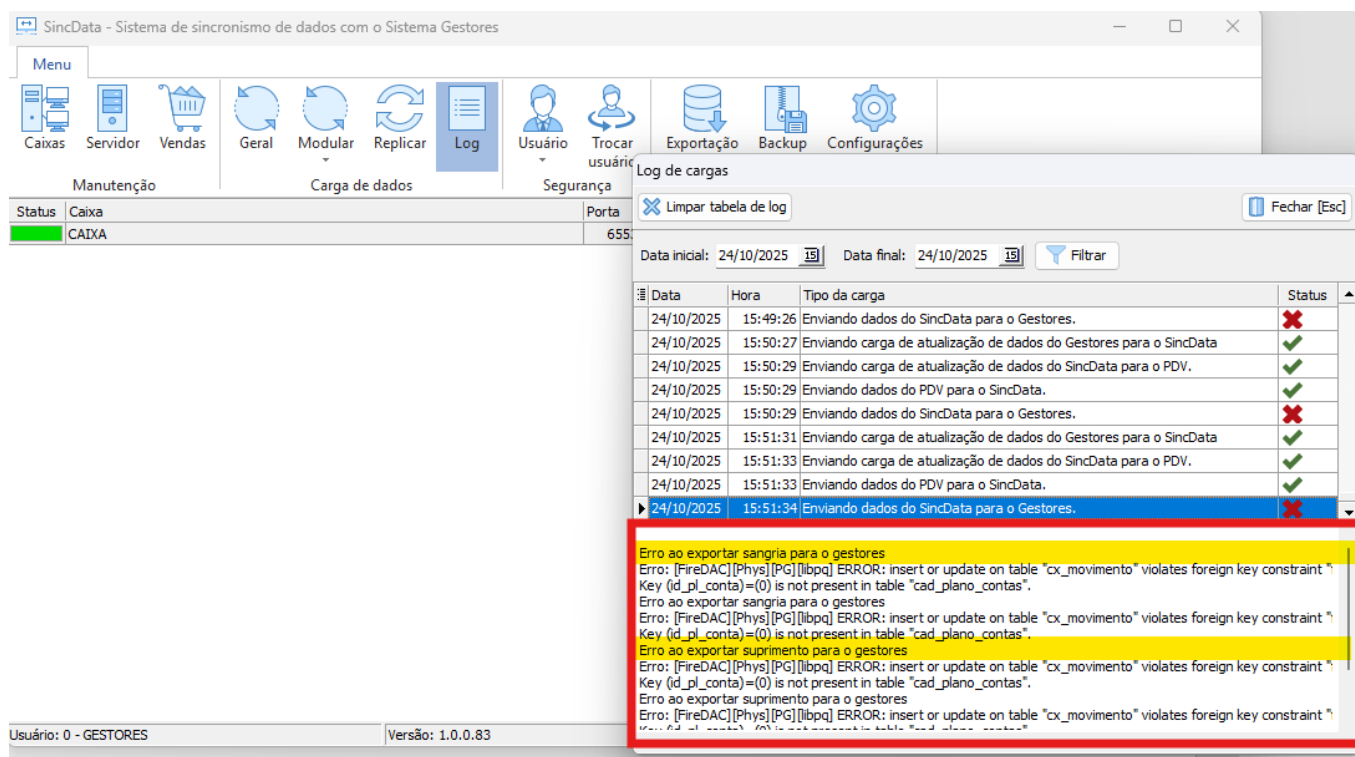 SincData - Sistema de sincronismo de dados com o Sistema Gestores
Menu
Caixas Servidor Vendas Geral Modular Replicar Log Usuário Trocar usuário Exportação Backup Configurações
Manutenção Carga de dados Segurança
Status Caixa Porta
CAIXA 655
Log de cargas
Limpar tabela de log Fechar [Esc]
Data inicial: 24/10/2025 15 Data final: 24/10/2025 15 Filtrar
Data Hora Tipo da carga Status
24/10/2025 15:49:26 Enviando dados do SincData para o Gestores.
24/10/2025 15:50:27 Enviando carga de atualização de dados do Gestores para o SincData
24/10/2025 15:50:29 Enviando carga de atualização de dados do SincData para o PDV.
24/10/2025 15:50:29 Enviando dados do PDV para o SincData.
24/10/2025 15:50:29 Enviando dados do SincData para o Gestores.
24/10/2025 15:51:31 Enviando carga de atualização de dados do Gestores para o SincData
24/10/2025 15:51:33 Enviando carga de atualização de dados do SincData para o PDV.
24/10/2025 15:51:33 Enviando dados do PDV para o SincData.
24/10/2025 15:51:34 Enviando dados do SincData para o Gestores.
Erro ao exportar sangria para o gestores
Erro: [FireDAC][Phys][PG][libpq] ERROR: insert or update on table "cx_movimento" violates foreign key constraint "
Key (id_pl_conta)=(0) is not present in table "cad_plano_contas".
Erro ao exportar sangria para o gestores
Erro: [FireDAC][Phys][PG][libpq] ERROR: insert or update on table "cx_movimento" violates foreign key constraint "
Key (id_pl_conta)=(0) is not present in table "cad_plano_contas".
Erro ao exportar suprimento para o gestores
Erro: [FireDAC][Phys][PG][libpq] ERROR: insert or update on table "cx_movimento" violates foreign key constraint "
Key (id_pl_conta)=(0) is not present in table "cad_plano_contas".
Erro ao exportar suprimento para o gestores
Erro: [FireDAC][Phys][PG][libpq] ERROR: insert or update on table "cx_movimento" violates foreign key constraint "
Key (id_pl_conta)=(0) is not present in table "cad_plano_contas".
Usuário: 0 - GESTORES Versão: 1.0.0.83